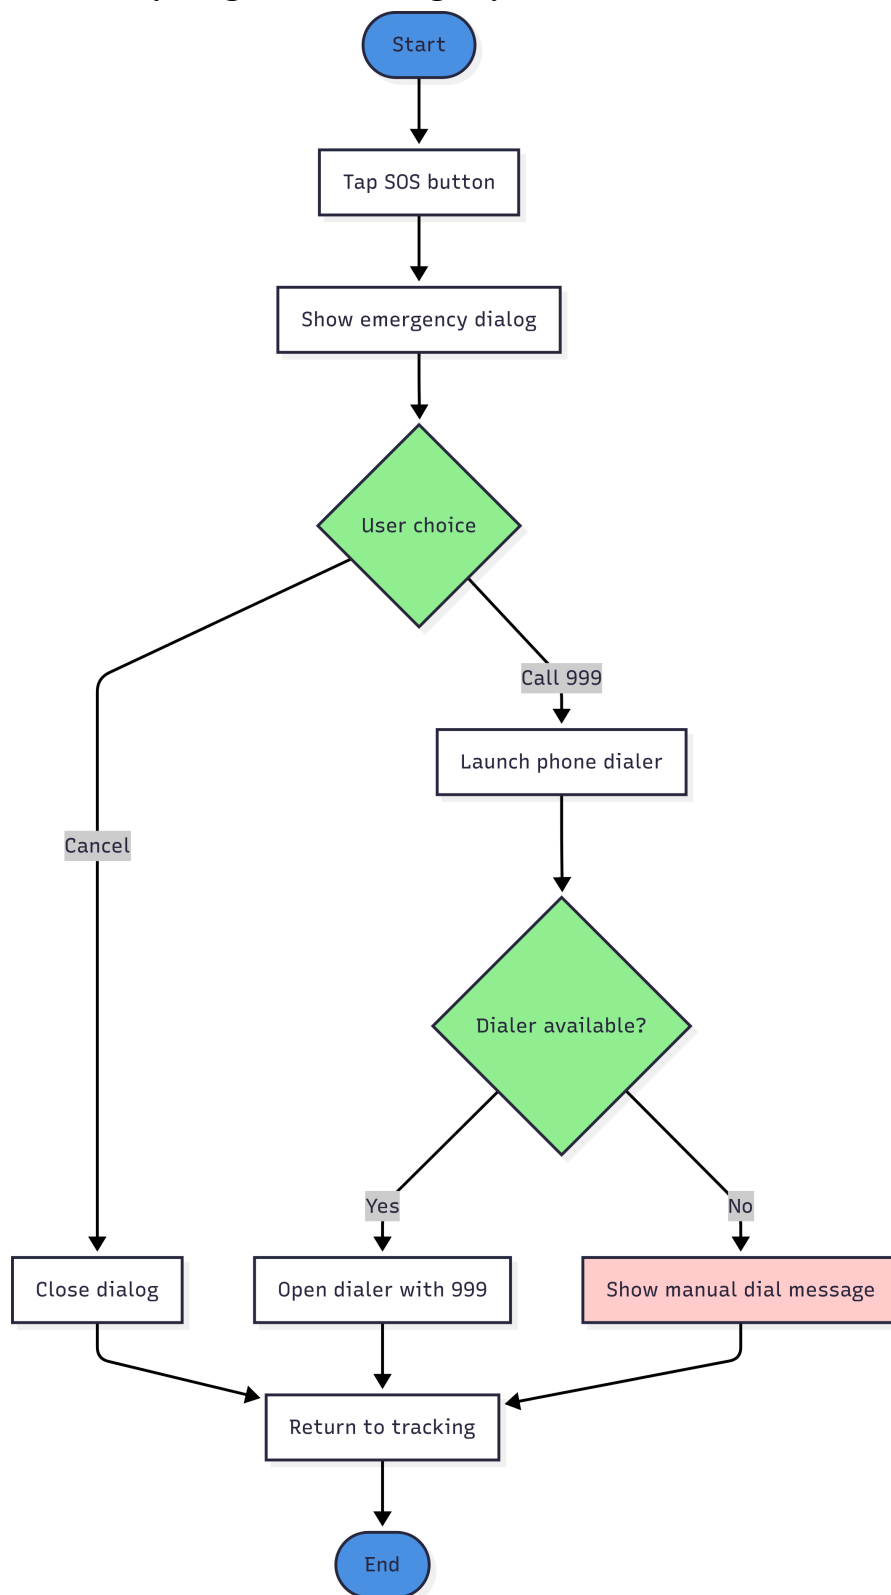 Start
Tap SOS button
Show emergency dialog
User choice
Call 999
Launch phone dialer
Cancel
Dialer available?
Yes
No
Close dialog
Open dialer with 999
Show manual dial message
Return to tracking
End